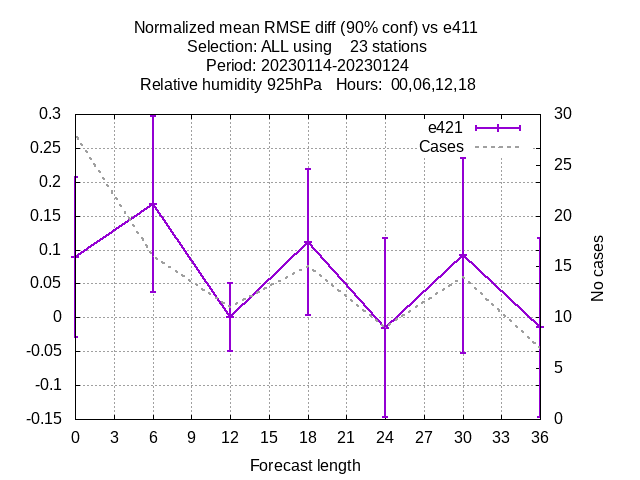 Normalized mean RMSE diff (90% conf) vs e411
Selection: ALL using    23 stations
Period: 20230114-20230124
Relative humidity 925hPa   Hours:  00,06,12,18
e421
Cases
0.3
0.25
0.2
0.15
0.1
0.05
0
-0.05
-0.1
-0.15
30
25
20
15
10
5
0
No cases
0 3 6 9 12 15 18 21 24 27 30 33 36
Forecast length